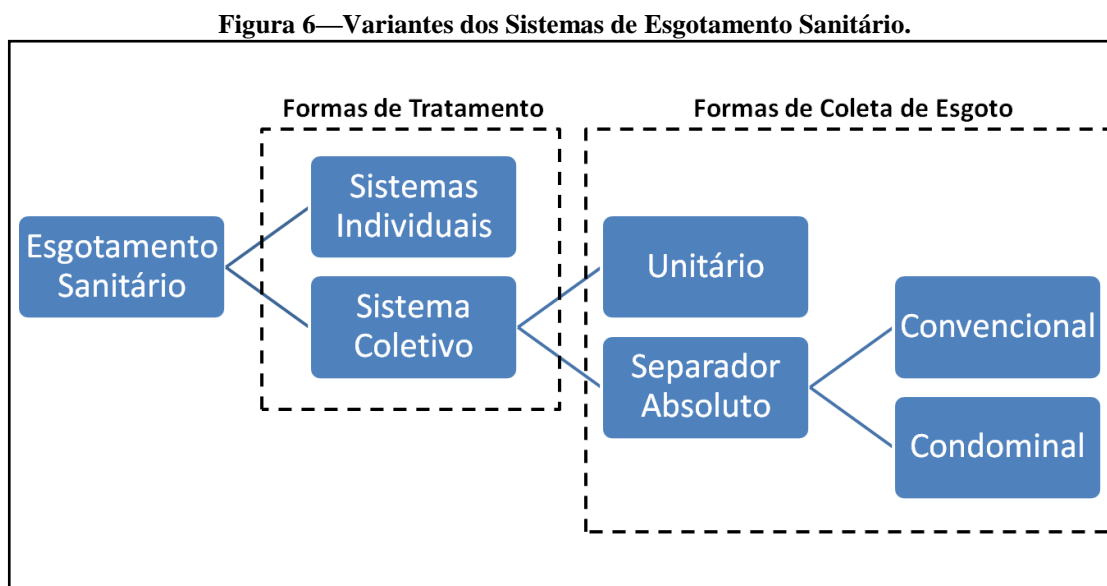 Figura 6—Variantes dos Sistemas de Esgotamento Sanitário.
Formas de Tratamento
Formas de Coleta de Esgoto
Esgotamento
Sanitário
Sistemas
Individuais
Sistema
Coletivo
Unitário
Separador
Absoluto
Convencional
Condominal